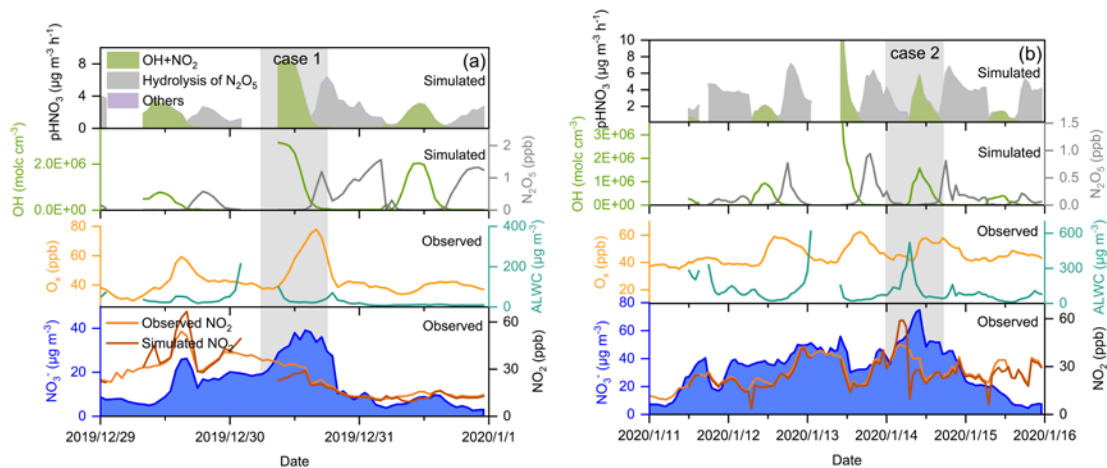 case 1
(a)
OH+NO₂
Hydrolysis of N₂O₅
Others
Simulated
pHNO₃ (μg m⁻³ h⁻¹)
8
4
0
Simulated
OH (molc cm⁻³)
2.0E+06
0.0E+00
N₂O₅ (ppb)
2
1
0
Observed
Oₓ (ppb)
80
60
40
ALWC (μg m⁻³)
400
200
0
Observed NO₂
Simulated NO₂
Observed
NO₃⁻ (μg m⁻³)
40
20
0
NO₂ (ppb)
60
30
0
2019/12/29
2019/12/30
2019/12/31
2020/1/1
Date
case 2
(b)
Simulated
pHNO₃ (μg m⁻³ h⁻¹)
10
8
6
4
2
Simulated
OH (molc cm⁻³)
3E+06
2E+06
1E+06
0E+00
N₂O₅ (ppb)
1.5
1.0
0.5
0.0
Observed
Oₓ (ppb)
60
40
20
ALWC (μg m⁻³)
600
300
0
Observed
NO₃⁻ (μg m⁻³)
80
60
40
20
0
NO₂ (ppb)
60
30
0
2020/1/11
2020/1/12
2020/1/13
2020/1/14
2020/1/15
2020/1/16
Date